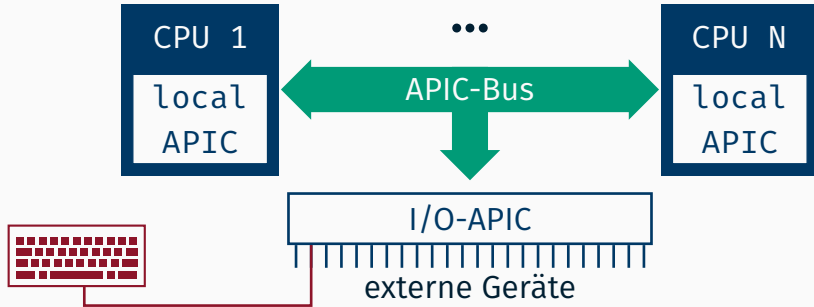 CPU 1
...
CPU N
local
APIC
APIC-Bus
local
APIC
I/O-APIC
externe Geräte